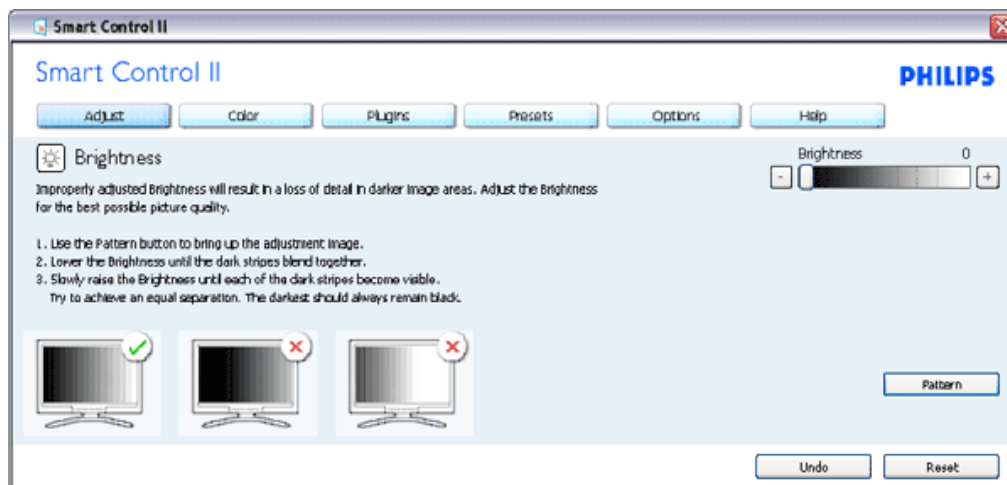 Smart Control II
Smart Control II
PHILIPS
Adjust Color Plugins Presets Options Help
Brightness
Brightness 0
Improperly adjusted Brightness will result in a loss of detail in darker image areas. Adjust the Brightness
for the best possible picture quality.
1. Use the Pattern button to bring up the adjustment image.
2. Lower the Brightness until the dark stripes blend together.
3. Slowly raise the Brightness until each of the dark stripes become visible.
Try to achieve an equal separation. The darkest should always remain black.
Pattern
Undo Reset